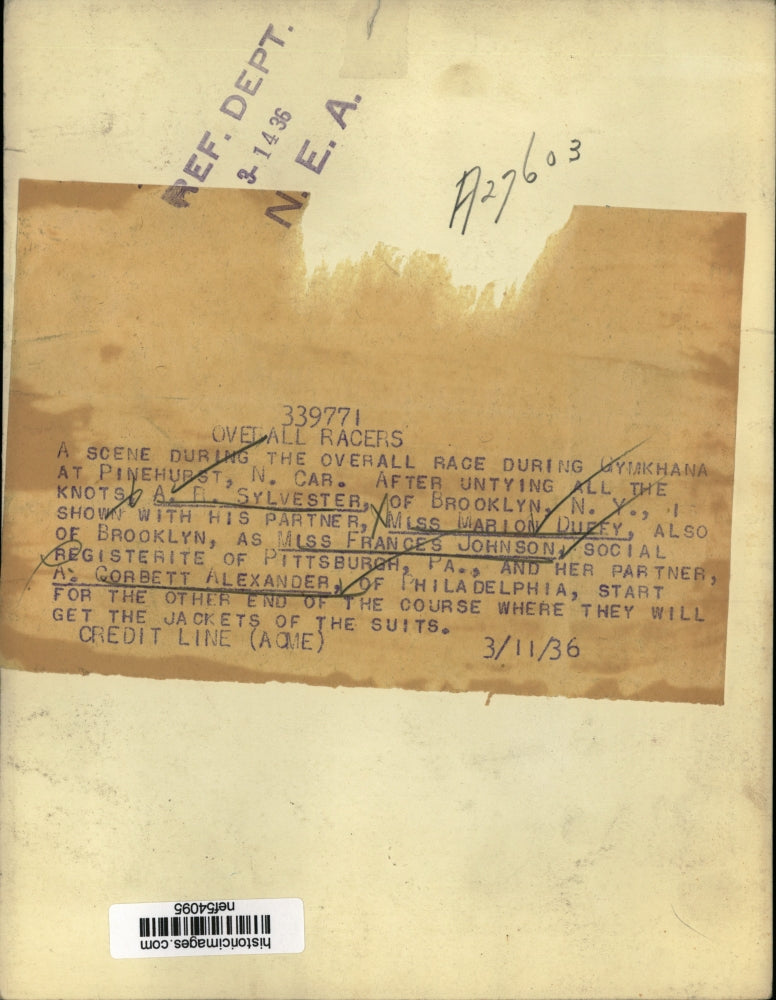 REF. DEPT.
3-14 36
N. E. A.
A27603
339771
OVERALL RACERS
A SCENE DURING THE OVERALL RACE DURING GYMKHANA
AT PINEHURST, N. CAR. AFTER UNTYING ALL THE
KNOTS, A. SYLVESTER, OF BROOKLYN, N. Y., I
SHOWN WITH HIS PARTNER, MISS MARION DUFFY, ALSO
OF BROOKLYN, AS MISS FRANCES JOHNSON, SOCIAL
REGISTERITE OF PITTSBURGH, PA., AND HER PARTNER,
A. CORBETT ALEXANDER, OF PHILADELPHIA, START
FOR THE OTHER END OF THE COURSE WHERE THEY WILL
GET THE JACKETS OF THE SUITS.
CREDIT LINE (ACME) 3/11/36
historicimages.com
nef54095